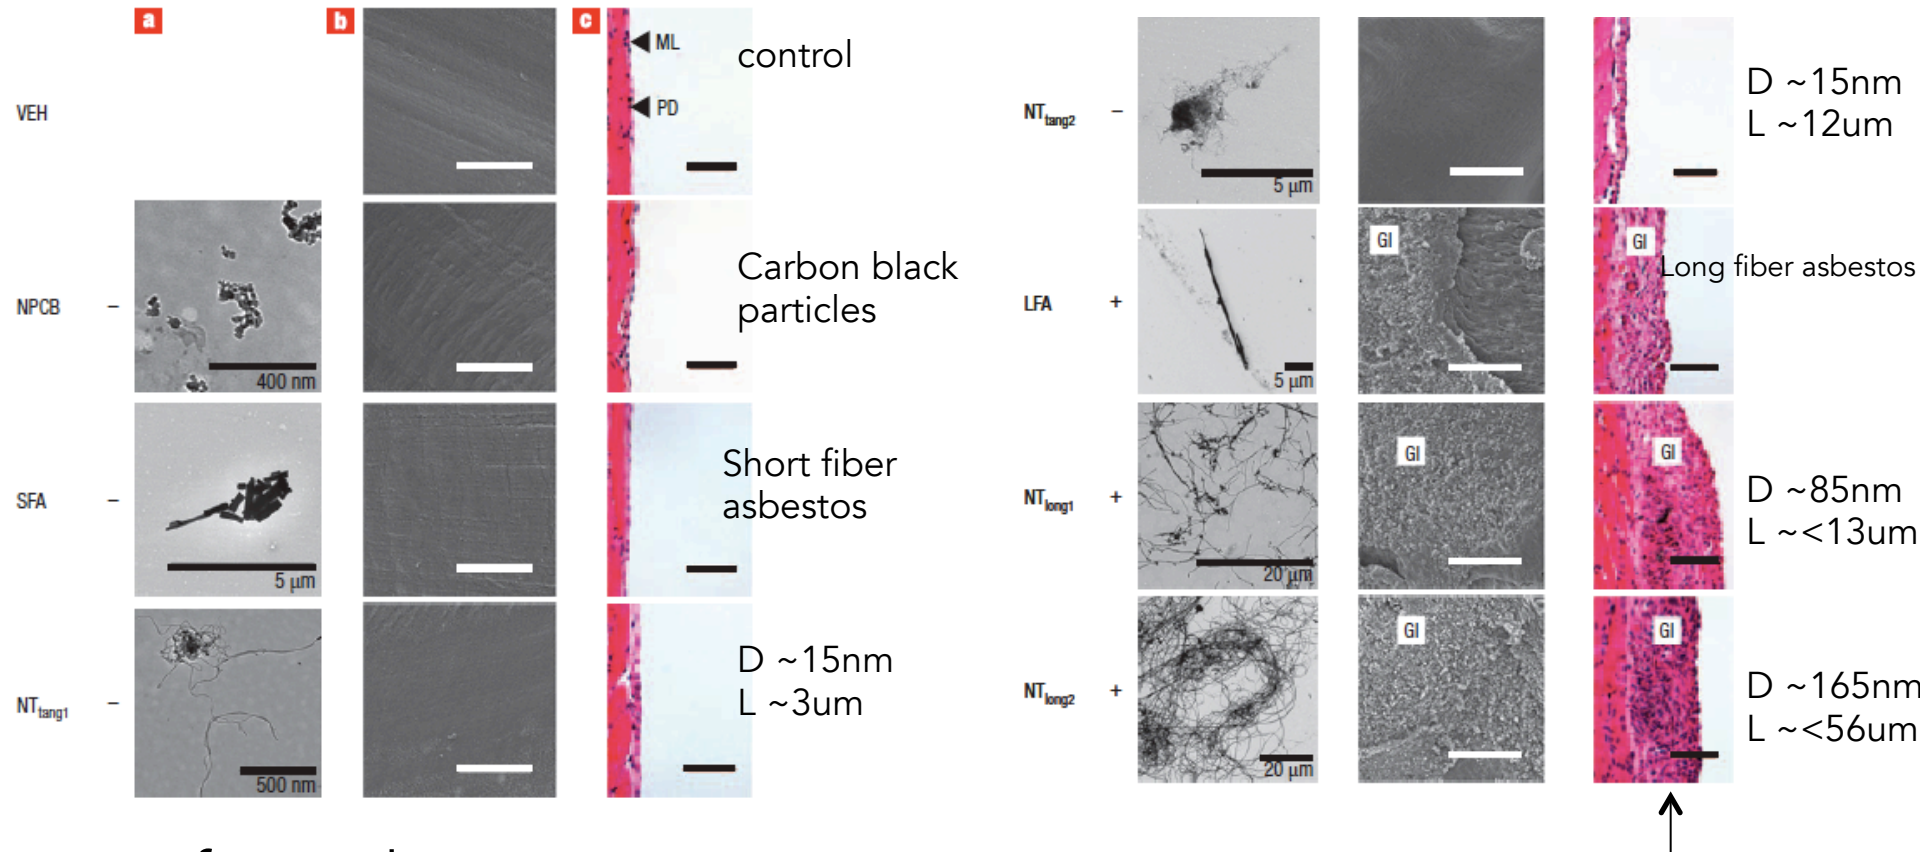 a
b
c
VEH
ML
PD
control
NPCB
–
400 nm
Carbon black
particles
SFA
–
5 μm
Short fiber
asbestos
NTtang1
–
500 nm
D ~15nm
L ~3um
NTtang2
–
5 μm
D ~15nm
L ~12um
LFA
+
5 μm
GI
GI
Long fiber asbestos
NTlong1
+
20 μm
GI
GI
D ~85nm
L ~<13um
NTlong2
+
20 μm
GI
GI
D ~165nm
L ~<56um